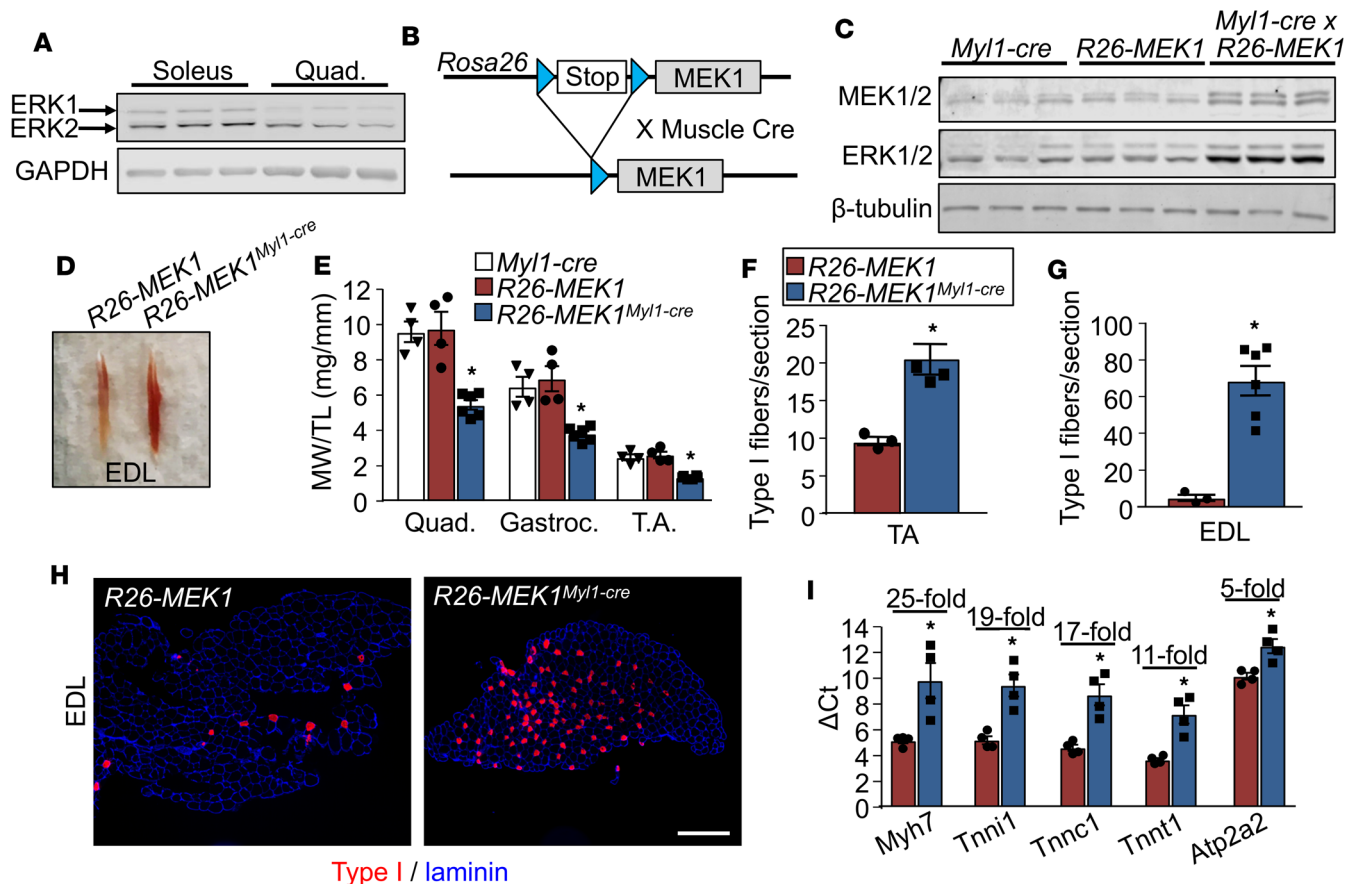 A
Soleus
Quad.
ERK1
ERK2
GAPDH
B
Rosa26
Stop
MEK1
X Muscle Cre
MEK1
C
Myl1-cre
R26-MEK1
Myl1-cre x
R26-MEK1
MEK1/2
ERK1/2
β-tubulin
D
R26-MEK1
R26-MEK1Myl1-cre
EDL
E
Myl1-cre
R26-MEK1
R26-MEK1Myl1-cre
MW/TL (mg/mm)
12
10
8
6
4
2
0
*
*
*
Quad.
Gastroc.
T.A.
F
R26-MEK1
R26-MEK1Myl1-cre
Type I fibers/section
25
20
15
10
0
*
TA
G
Type I fibers/section
100
80
60
40
20
0
*
EDL
H
R26-MEK1
R26-MEK1Myl1-cre
EDL
Type I / laminin
I
25-fold
19-fold
17-fold
11-fold
5-fold
*
*
*
*
*
ΔCt
14
12
10
8
6
4
2
0
Myh7
Tnni1
Tnnc1
Tnnt1
Atp2a2